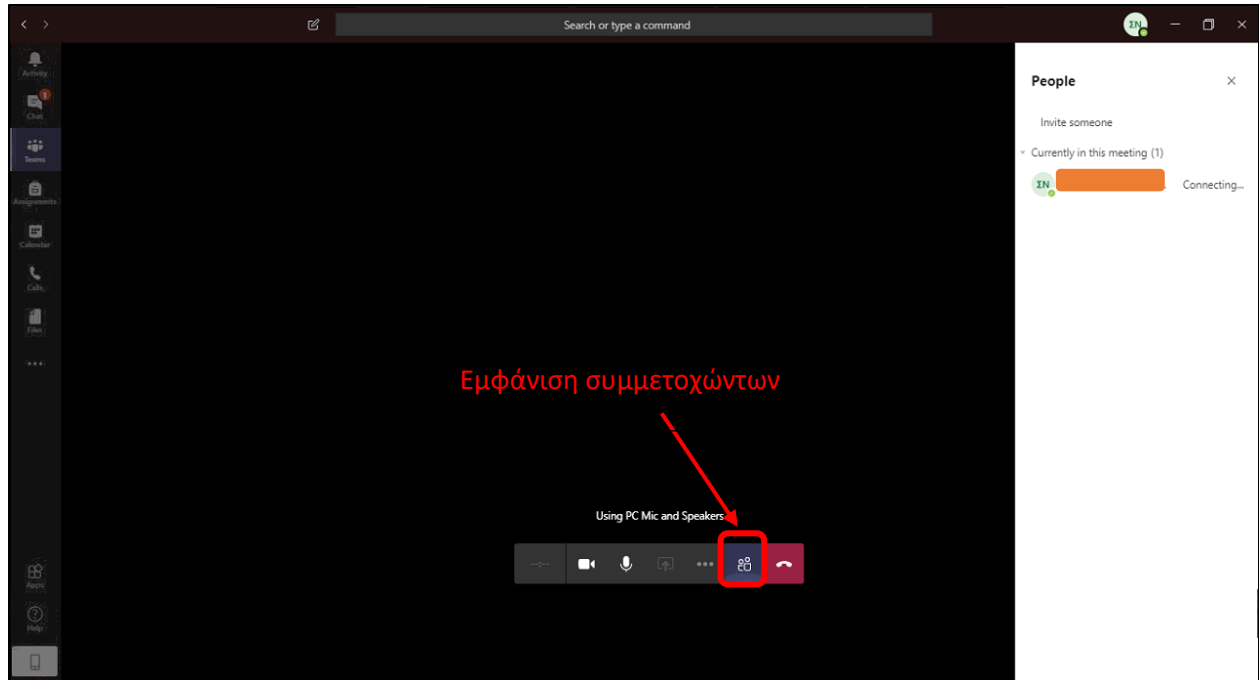 Search or type a command
ΣΝ
Activity
1
Chat
Teams
Assignments
Calendar
Calls
Files
Apps
Help
Εμφάνιση συμμετοχώντων
Using PC Mic and Speakers
--:--
People
Invite someone
Currently in this meeting (1)
ΣΝ
Connecting...